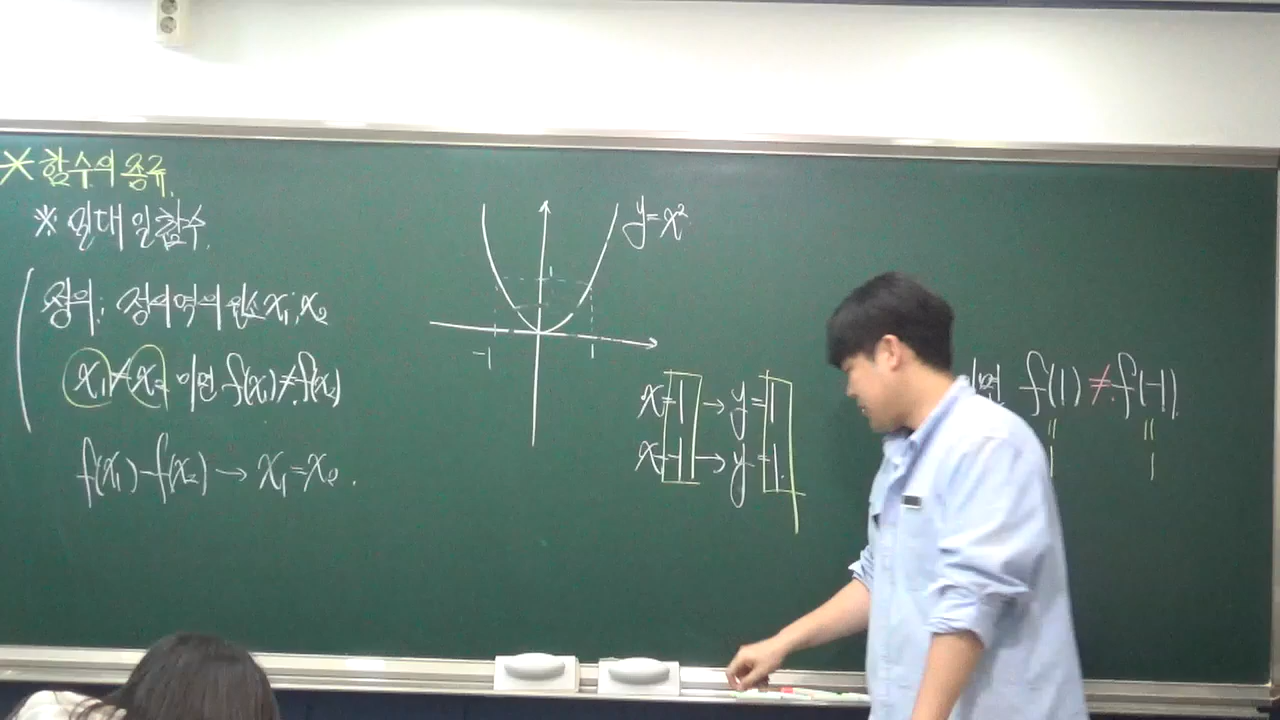 * 함수의 종류.
※ 일대일함수.
정의: 정의역의 원소 x₁, x₂
x₁≠x₂ 이면 f(x₁)≠f(x₂)
f(x₁)=f(x₂) → x₁=x₂.
y=x²
1
-1 1
x=1 → y=1
x=-1 → y=1.
면 f(1)≠f(-1).
" "
1 1